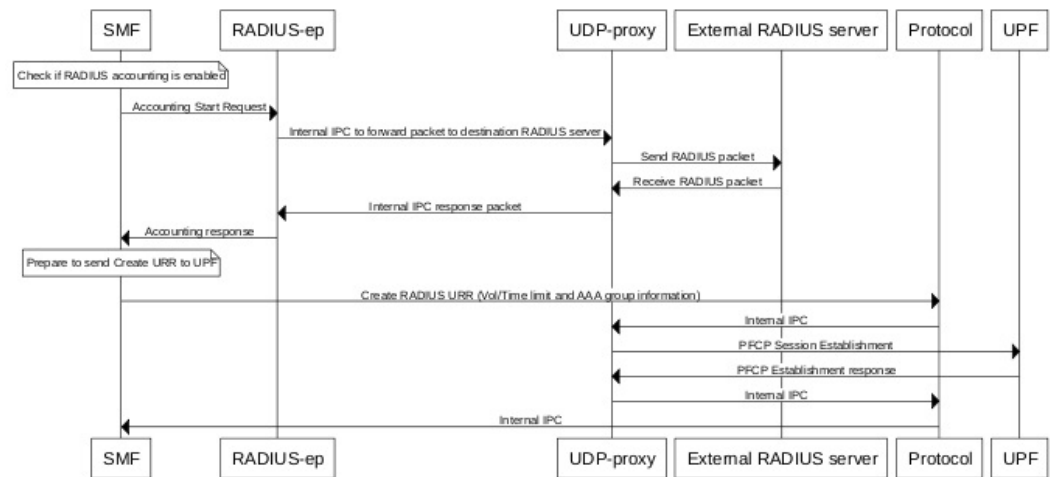 SMF
RADIUS-ep
UDP-proxy
External RADIUS server
Protocol
UPF
Check if RADIUS accounting is enabled
Accounting Start Request
Internal IPC to forward packet to destination RADIUS server
Send RADIUS packet
Receive RADIUS packet
Internal IPC response packet
Accounting response
Prepare to send Create URR to UPF
Create RADIUS URR (Vol/Time limit and AAA group information)
Internal IPC
PFCP Session Establishment
PFCP Establishment response
Internal IPC
Internal IPC
SMF
RADIUS-ep
UDP-proxy
External RADIUS server
Protocol
UPF